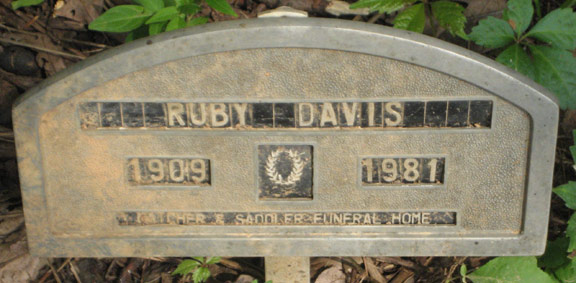 RUBY DAVIS
1909 1981
& SADDLER FUNERAL HOME